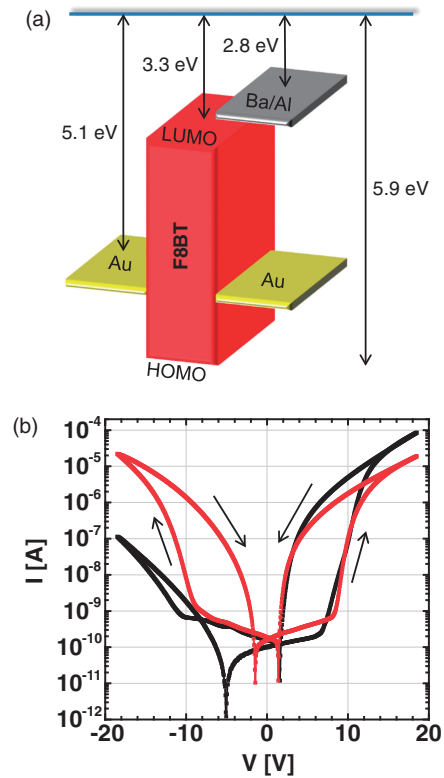 (a)
2.8 eV
3.3 eV
Ba/Al
5.1 eV
LUMO
5.9 eV
F8BT
Au
Au
HOMO
(b)
10⁻⁴
10⁻⁵
10⁻⁶
10⁻⁷
10⁻⁸
10⁻⁹
10⁻¹⁰
10⁻¹¹
10⁻¹²
I [A]
-20 -10 0 10 20
V [V]